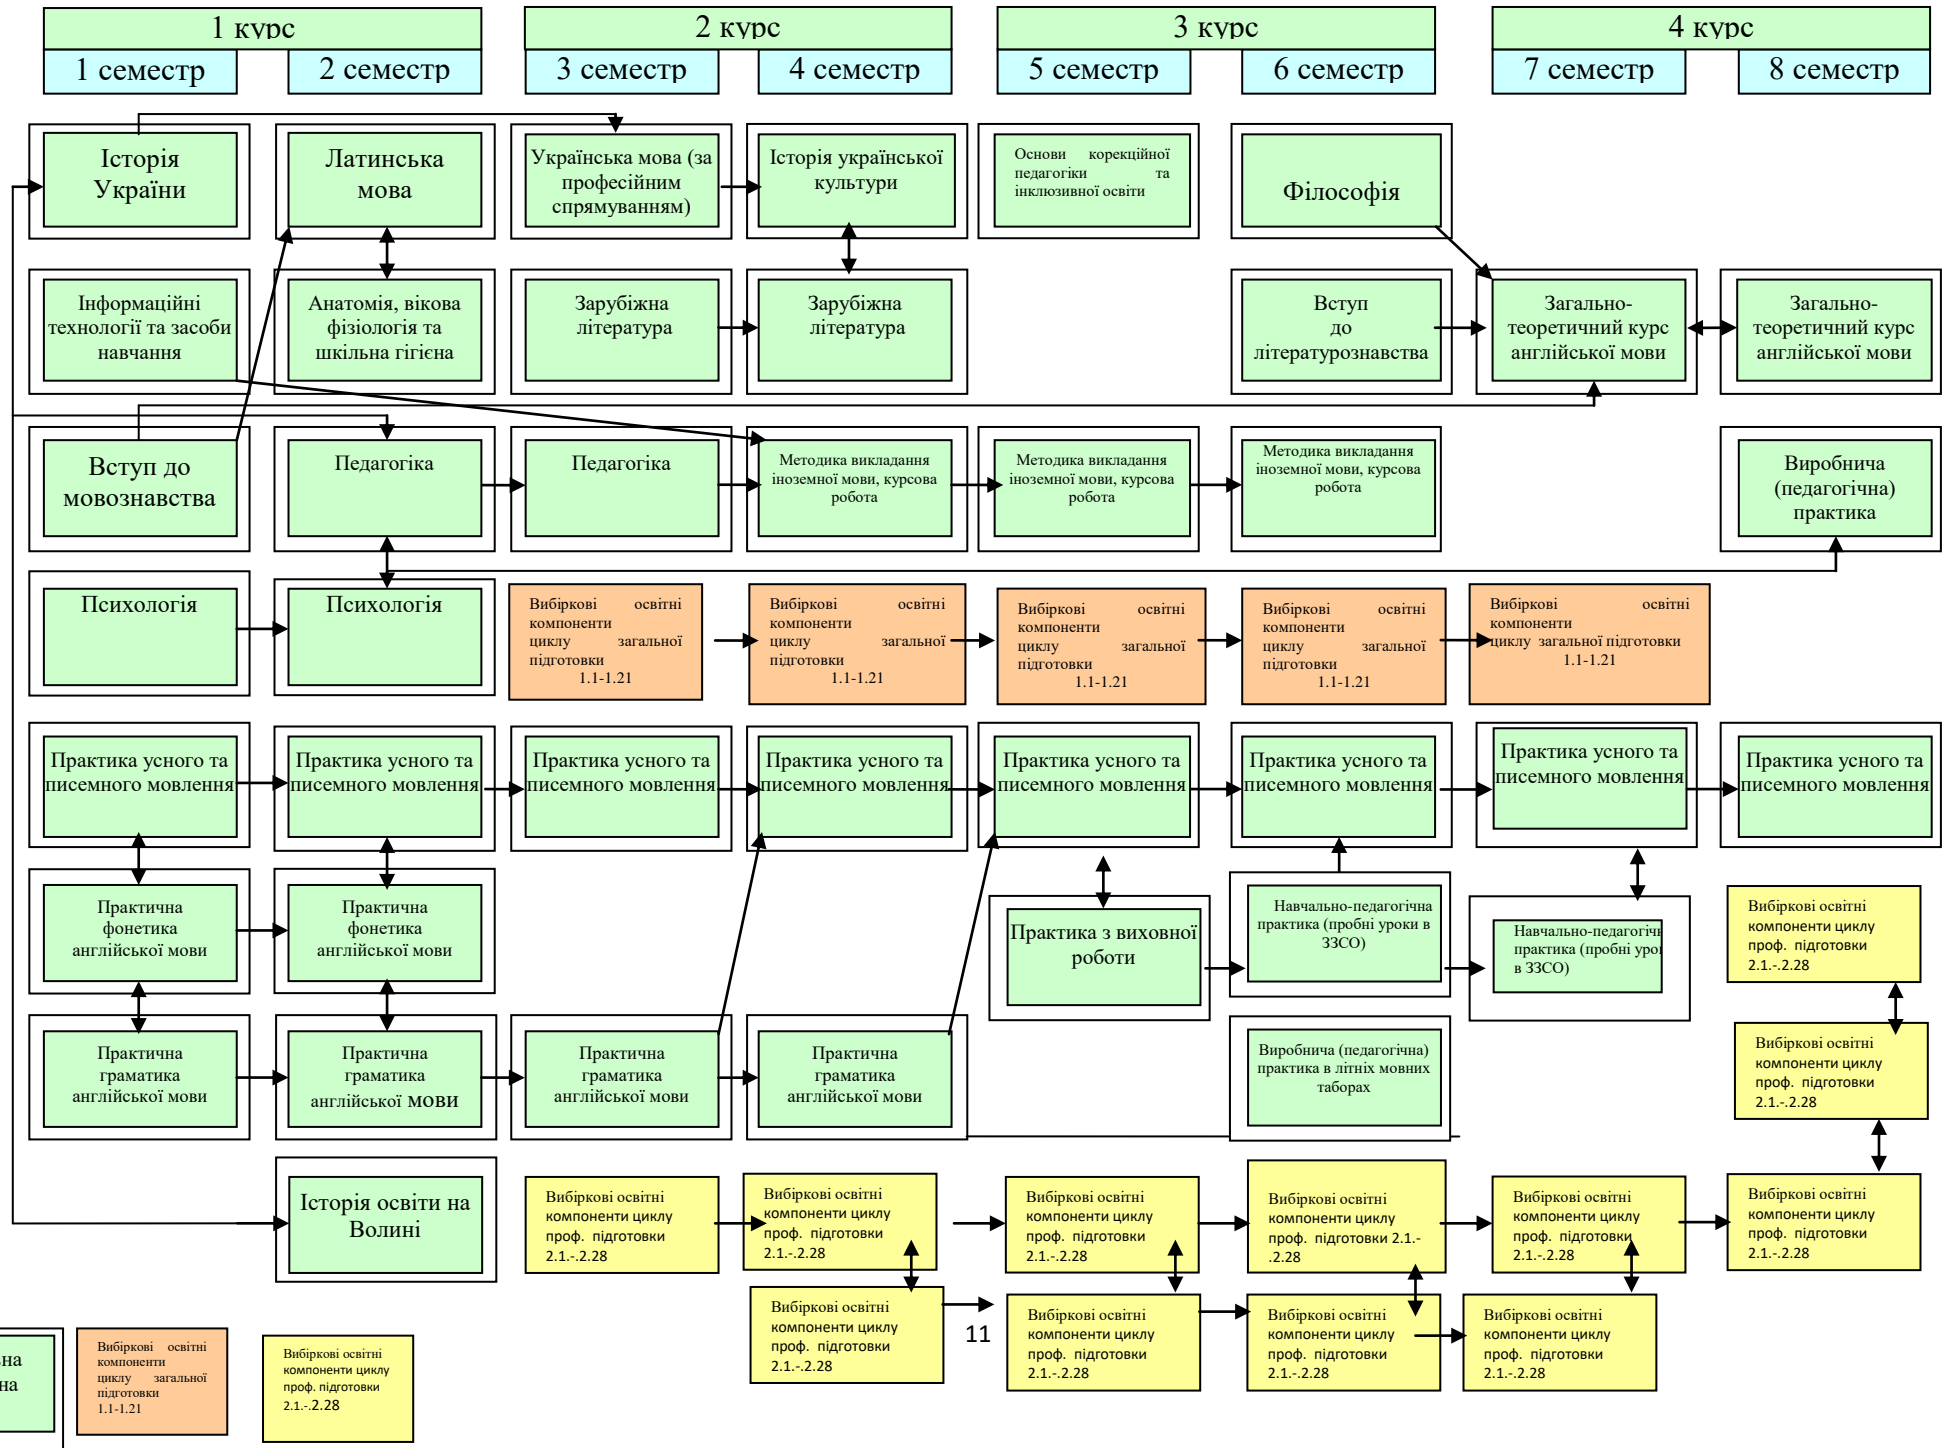 1 курс
2 курс
3 курс
4 курс
1 семестр
2 семестр
3 семестр
4 семестр
5 семестр
6 семестр
7 семестр
8 семестр
Історія
України
Латинська
мова
Українська мова (за
професійним
спрямуванням)
Історія української
культури
Основи корекційної
педагогіки та
інклюзивної освіти
Філософія
Інформаційні
технології та засоби
навчання
Анатомія, вікова
фізіологія та
шкільна гігієна
Зарубіжна
література
Зарубіжна
література
Вступ
до
літературознавства
Загально-
теоретичний курс
англійської мови
Загально-
теоретичний курс
англійської мови
Вступ до
мовознавства
Педагогіка
Педагогіка
Методика викладання
іноземної мови, курсова
робота
Методика викладання
іноземної мови, курсова
робота
Методика викладання
іноземної мови, курсова
робота
Виробнича
(педагогічна)
практика
Психологія
Психологія
Вибіркові освітні
компоненти
циклу загальної
підготовки
1.1-1.21
Вибіркові освітні
компоненти
циклу загальної
підготовки
1.1-1.21
Вибіркові освітні
компоненти
циклу загальної
підготовки
1.1-1.21
Вибіркові освітні
компоненти
циклу загальної
підготовки
1.1-1.21
Вибіркові освітні
компоненти
циклу загальної підготовки
1.1-1.21
Практика усного та
писемного мовлення
Практика усного та
писемного мовлення
Практика усного та
писемного мовлення
Практика усного та
писемного мовлення
Практика усного та
писемного мовлення
Практика усного та
писемного мовлення
Практика усного та
писемного мовлення
Практика усного та
писемного мовлення
Практична
фонетика
англійської мови
Практична
фонетика
англійської мови
Практика з виховної
роботи
Навчально-педагогічна
практика (пробні уроки в
ЗЗСО)
Навчально-педагогічн
практика (пробні уро
в ЗЗСО)
Вибіркові освітні
компоненти циклу
проф. підготовки
2.1.-.2.28
Практична
граматика
англійської мови
Практична
граматика
англійської мови
Практична
граматика
англійської мови
Практична
граматика
англійської мови
Виробнича (педагогічна)
практика в літніх мовних
таборах
Вибіркові освітні
компоненти циклу
проф. підготовки
2.1.-.2.28
Історія освіти на
Волині
Вибіркові освітні
компоненти циклу
проф. підготовки
2.1.-.2.28
Вибіркові освітні
компоненти циклу
проф. підготовки
2.1.-.2.28
Вибіркові освітні
компоненти циклу
проф. підготовки
2.1.-.2.28
Вибіркові освітні
компоненти циклу
проф. підготовки 2.1.-
.2.28
Вибіркові освітні
компоненти циклу
проф. підготовки
2.1.-.2.28
Вибіркові освітні
компоненти циклу
проф. підготовки
2.1.-.2.28
Вибіркові освітні
компоненти циклу
проф. підготовки
2.1.-.2.28
11
Вибіркові освітні
компоненти циклу
проф. підготовки
2.1.-.2.28
Вибіркові освітні
компоненти циклу
проф. підготовки
2.1.-.2.28
Вибіркові освітні
компоненти циклу
проф. підготовки
2.1.-.2.28
на
на
Вибіркові освітні
компоненти
циклу загальної
підготовки
1.1-1.21
Вибіркові освітні
компоненти циклу
проф. підготовки
2.1.-.2.28